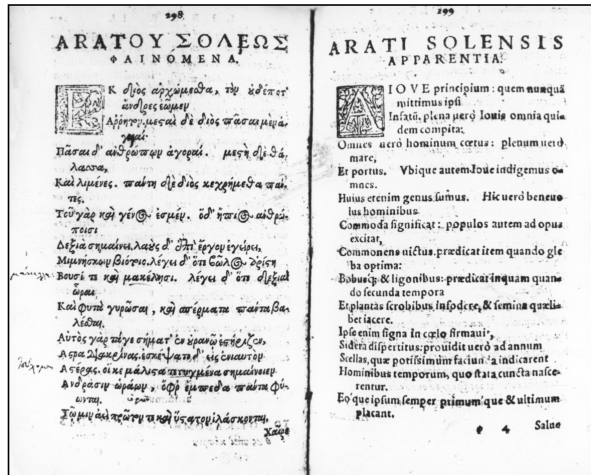 298
ΑΡΑΤΟΥ ΣΟΛΕΩΣ
ΦΑΙΝΟΜΕΝΑ.
ΕΚ διὸς ἀρχώμεσθα, τὸν οὐδέποτ'
ἄνδρες ἐῶμεν
Ἄρρητον. μεσταὶ δὲ διὸς πᾶσαι μὲν ἀ-
γυιαί·
Πᾶσαι δ' ἀνθρώπων ἀγοραί. μεστὴ δὲ θά-
λασσα,
Καὶ λιμένες. πάντη δὲ διὸς κεχρήμεθα πάν-
τες.
Τοῦ γὰρ καὶ γένος ἐσμέν. ὁ δ' ἤπιος ἀνθρώ-
ποισι
Δεξιὰ σημαίνει, λαοὺς δ' ἐπὶ ἔργον ἐγείρει,
Μιμνήσκων βιότοιο. λέγει δ' ὅτι βῶλος ἀρίστη
Βουσί τε καὶ μακέλησι. λέγει δ' ὅτι δεξιαὶ
ὧραι
Καὶ φυτὰ γυρῶσαι, καὶ σπέρματα πάντα βα-
λέσθαι.
Αὐτὸς γὰρ τάγε σήματ' ἐν οὐρανῷ ἐστήριξεν,
Ἄστρα διακρίνας. ἐσκέψατο δ' εἰς ἐνιαυτὸν
Ἀστέρας. οἵ κε μάλιστα τετυγμένα σημαίνοιεν
Ἀνδράσιν ὡράων, ὄφρ' ἔμπεδα πάντα φύ-
ωνται.
Τῷ μιν ἀεὶ πρῶτόν τε καὶ ὕστατον ἱλάσκονται.
Χαῖρε
199
ARATI SOLENSIS
APPARENTIA.
A IOVE principium: quem nunquã
mittimus ipsi
Infatũ. plena uerò Iouis omnia qui-
dem compita:
Omnes uerò hominum cœtus: plenum uerò
mare,
Et portus. Vbique autem Ioue indigemus o-
mnes.
Huius etenim genus sumus. Hic uerò beneuo
lus hominibus
Commoda significat: populos autem ad opus
excitat,
Commonens uictus. prædicat item quando gle
ba optima:
Bobusq; & ligonibus: prædicat inquam quan
do secunda tempora
Et plantas scrobibus infodere, & semina quæli-
bet iacere.
Ipse enim signa in cœlo firmauit,
Sidera dispertitus: prouidit uerò ad annum
Stellas, quæ potissimum facta indicarent
Hominibus temporum, quo stata cuncta nasce-
rentur.
Eo'que ipsum semper primum'que & ultimum
placant.
e 4 Salue